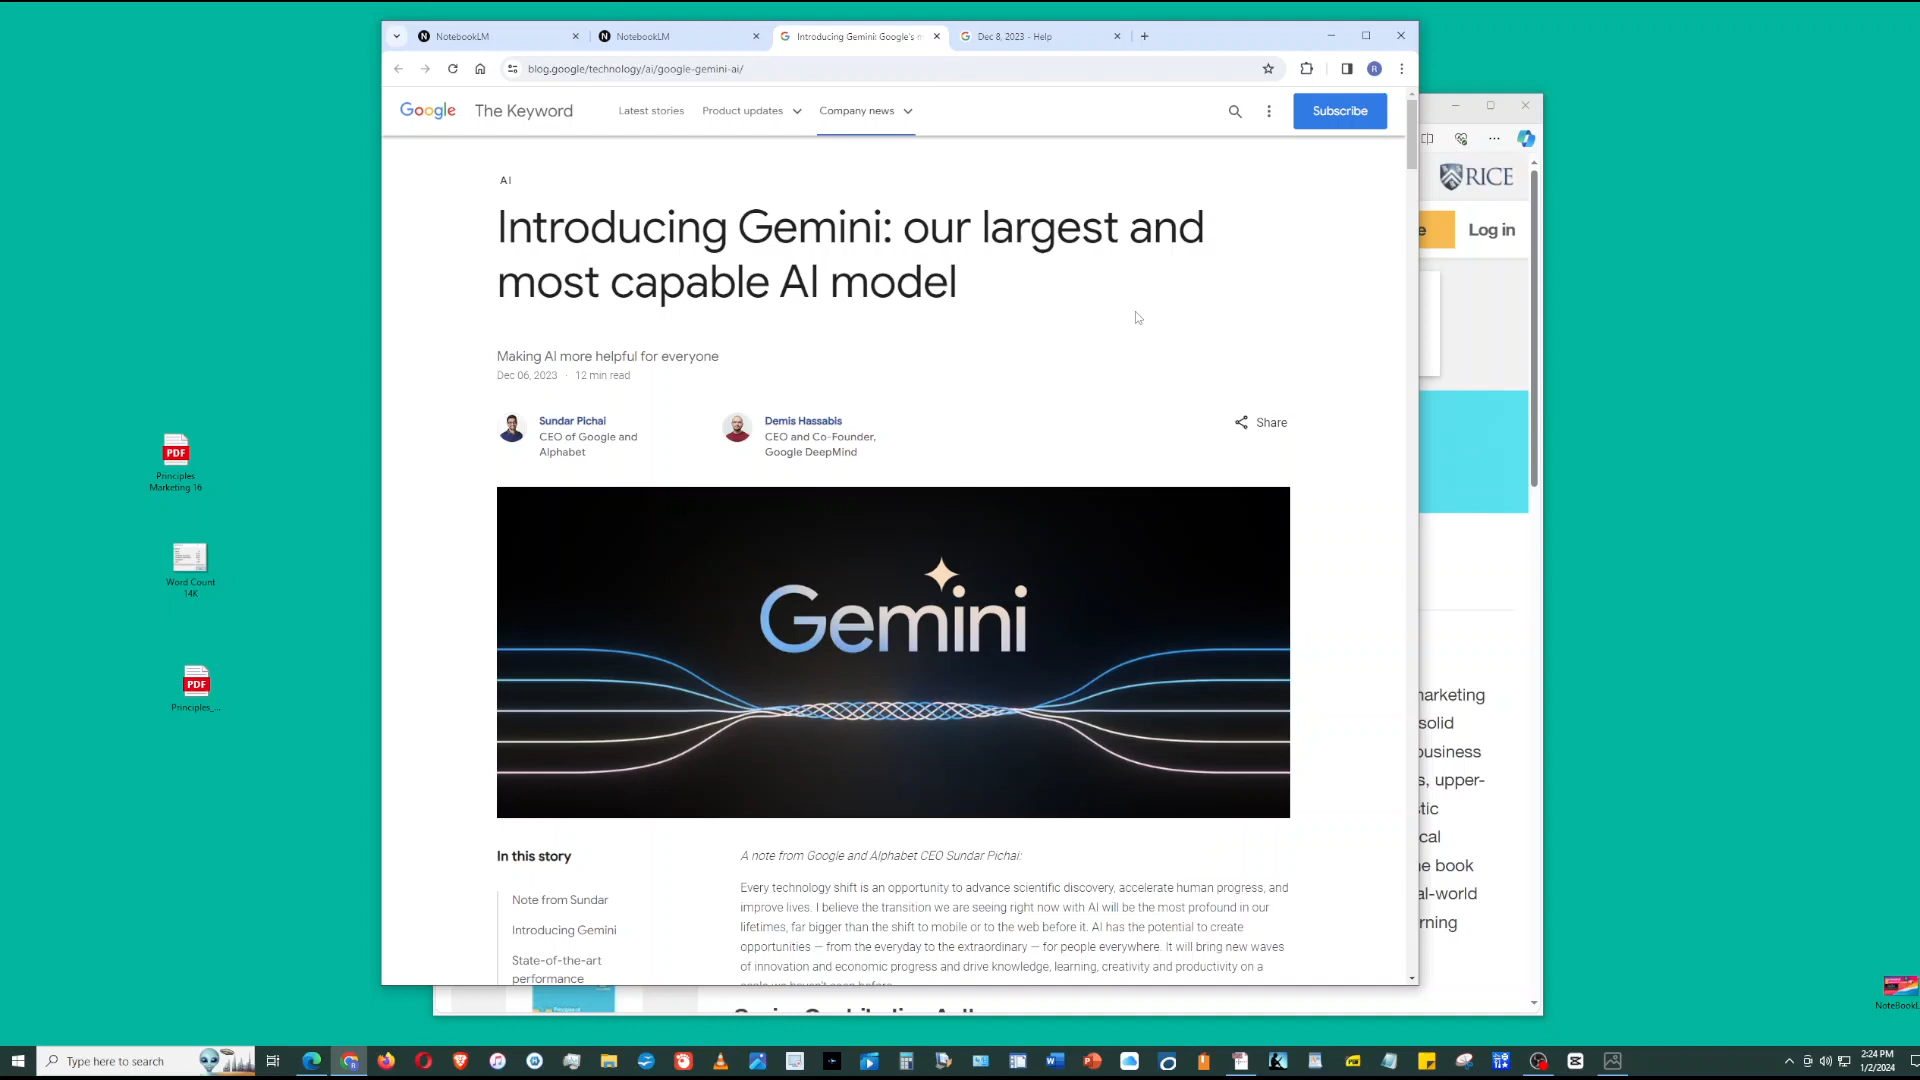 NotebookLM
NotebookLM
Introducing Gemini: Google's
Dec 8, 2023 - Help
blog.google/technology/ai/google-gemini-ai/
R
Google The Keyword
Latest stories
Product updates
Company news
Subscribe
AI
Introducing Gemini: our largest and
most capable AI model
Making AI more helpful for everyone
Dec 06, 2023 · 12 min read
Sundar Pichai
CEO of Google and
Alphabet
Demis Hassabis
CEO and Co-Founder,
Google DeepMind
Share
Gemini
In this story
Note from Sundar
Introducing Gemini
State-of-the-art
performance
A note from Google and Alphabet CEO Sundar Pichai:
Every technology shift is an opportunity to advance scientific discovery, accelerate human progress, and
improve lives. I believe the transition we are seeing right now with AI will be the most profound in our
lifetimes, far bigger than the shift to mobile or to the web before it. AI has the potential to create
opportunities — from the everyday to the extraordinary — for people everywhere. It will bring new waves
of innovation and economic progress and drive knowledge, learning, creativity and productivity on a
RICE
Log in
arketing
solid
usiness
s, upper-
tic
cal
e book
al-world
rning
PDF
Principles
Marketing 16
Word Count
14K
PDF
Principles_...
NoteBookL
Type here to search
2:24 PM
1/2/2024